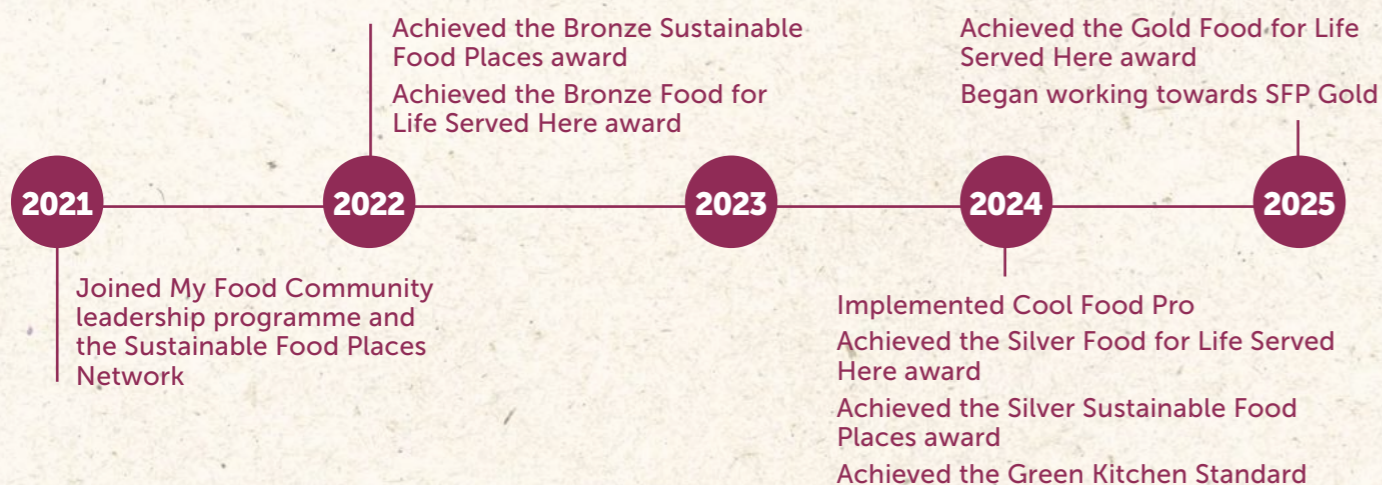 Achieved the Bronze Sustainable
Food Places award
Achieved the Bronze Food for
Life Served Here award
Achieved the Gold Food for Life
Served Here award
Began working towards SFP Gold
2021
2022
2023
2024
2025
Joined My Food Community
leadership programme and
the Sustainable Food Places
Network
Implemented Cool Food Pro
Achieved the Silver Food for Life Served
Here award
Achieved the Silver Sustainable Food
Places award
Achieved the Green Kitchen Standard